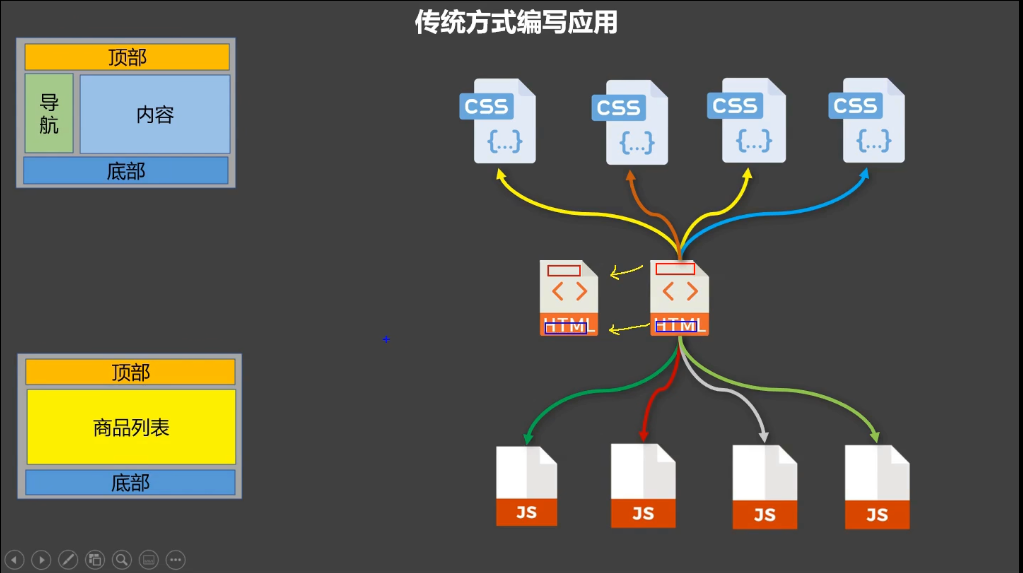 传统方式编写应用
顶部
导航
内容
底部
CSS
{...}
CSS
{...}
CSS
{...}
CSS
{...}
<>
HTML
<>
HTML
顶部
商品列表
底部
JS
JS
JS
JS